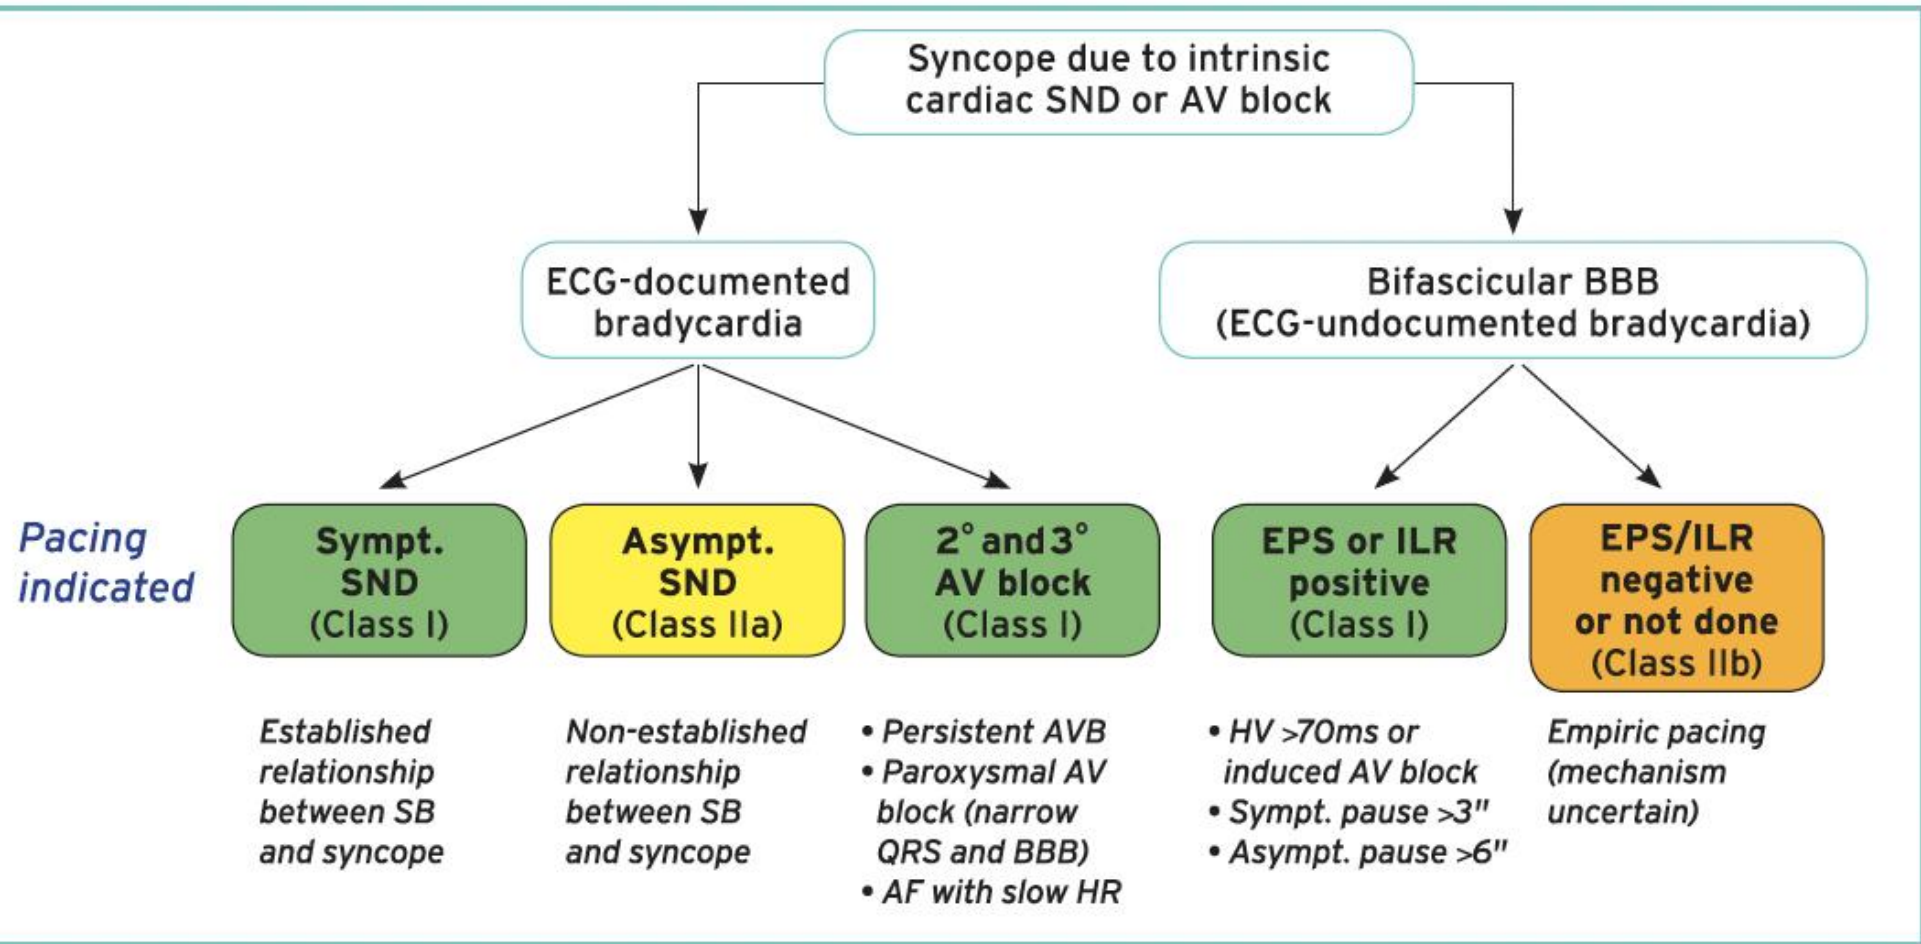 Syncope due to intrinsic
cardiac SND or AV block
ECG-documented
bradycardia
Bifascicular BBB
(ECG-undocumented bradycardia)
Pacing
indicated
Sympt.
SND
(Class I)
Asympt.
SND
(Class IIa)
2° and 3°
AV block
(Class I)
EPS or ILR
positive
(Class I)
EPS/ILR
negative
or not done
(Class IIb)
Established
relationship
between SB
and syncope
Non-established
relationship
between SB
and syncope
• Persistent AVB
• Paroxysmal AV
block (narrow
QRS and BBB)
• AF with slow HR
• HV >70ms or
induced AV block
• Sympt. pause >3"
• Asympt. pause >6"
Empiric pacing
(mechanism
uncertain)